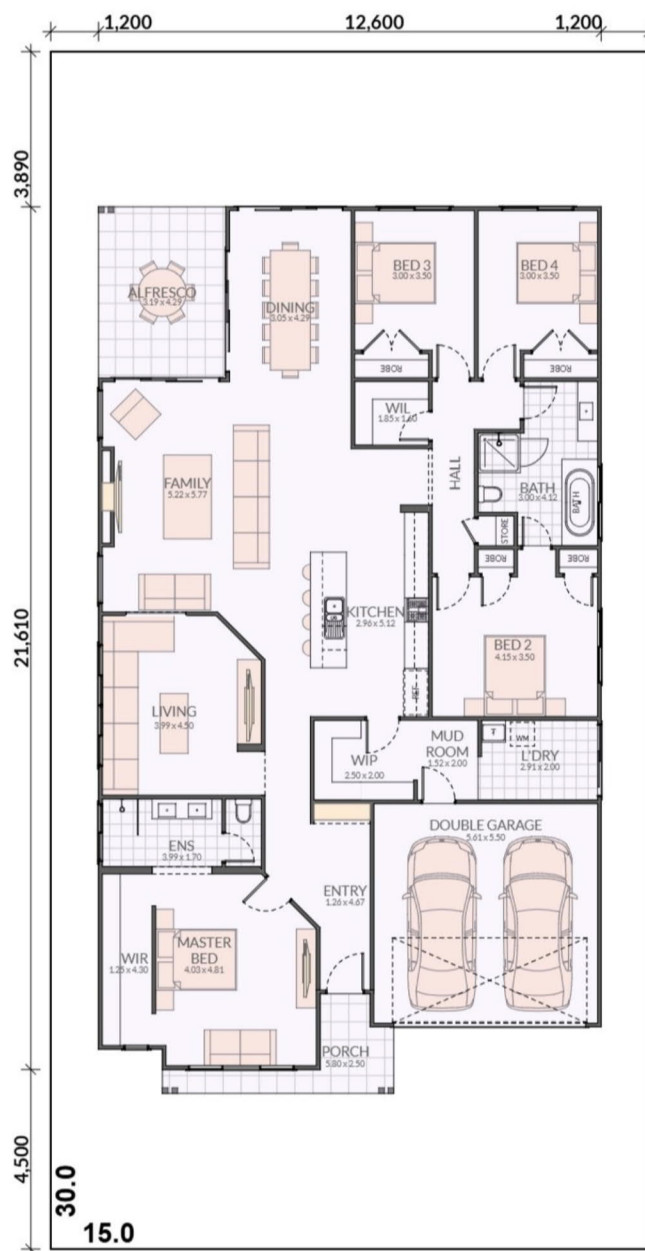 1,200
12,600
1,200
3,890
21,610
4,500
30.0
15.0
ALFRESCO
3.19 x 4.29
DINING
3.05 x 4.29
BED 3
3.00 x 3.50
BED 4
3.00 x 3.50
ROBE
ROBE
WIL
1.85 x 1.60
HALL
FAMILY
5.22 x 5.77
BATH
3.00 x 4.12
BATH
STORE
ROBE
ROBE
KITCHEN
2.96 x 5.12
BED 2
4.15 x 3.50
LIVING
3.99 x 4.50
MUD
ROOM
1.52 x 2.00
T
WM
L'DRY
2.91 x 2.00
WIP
2.50 x 2.00
DOUBLE GARAGE
5.61 x 5.50
ENS
3.99 x 1.70
ENTRY
1.26 x 4.67
WIR
1.25 x 4.30
MASTER
BED
4.03 x 4.81
PORCH
5.80 x 2.50